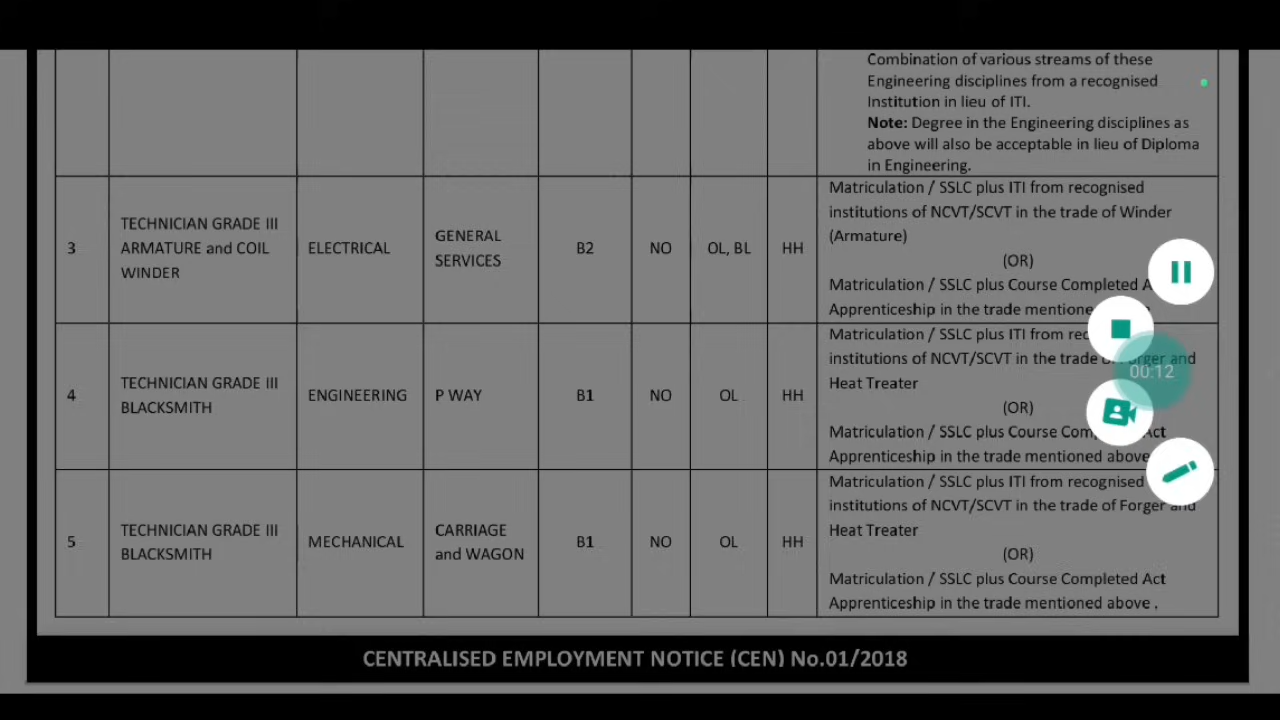 Combination of various streams of these
Engineering disciplines from a recognised
Institution in lieu of ITI.
Note: Degree in the Engineering disciplines as
above will also be acceptable in lieu of Diploma
in Engineering.
3
TECHNICIAN GRADE III
ARMATURE and COIL
WINDER
ELECTRICAL
GENERAL
SERVICES
B2
NO
OL, BL
HH
Matriculation / SSLC plus ITI from recognised
institutions of NCVT/SCVT in the trade of Winder
(Armature)
(OR)
Matriculation / SSLC plus Course Completed
Apprenticeship in the trade
4
TECHNICIAN GRADE III
BLACKSMITH
ENGINEERING
P WAY
B1
NO
OL
HH
Matriculation / SSLC plus ITI from
institutions of NCVT/SCVT in the trade and
Heat Treater
(OR)
Matriculation / SSLC plus Course Act
Apprenticeship in the trade mentioned above
5
TECHNICIAN GRADE III
BLACKSMITH
MECHANICAL
CARRIAGE
and WAGON
B1
NO
OL
HH
Matriculation / SSLC plus ITI from recognised
institutions of NCVT/SCVT in the trade of Forger and
Heat Treater
(OR)
Matriculation / SSLC plus Course Completed Act
Apprenticeship in the trade mentioned above .
00:12
CENTRALISED EMPLOYMENT NOTICE (CEN) No.01/2018